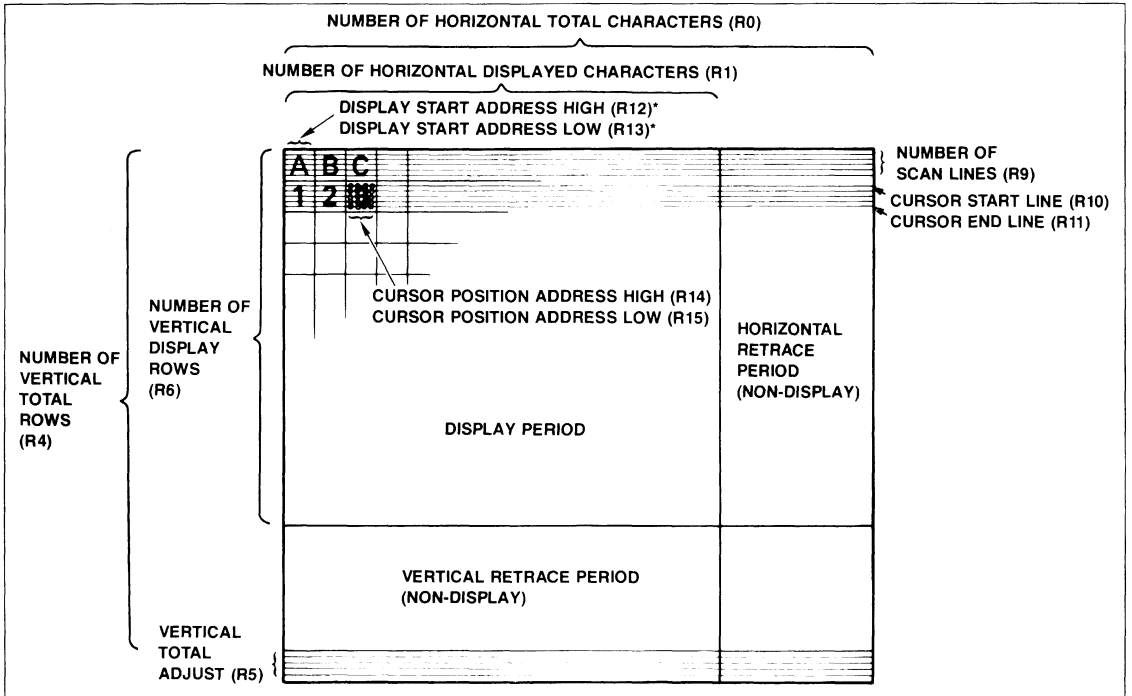 NUMBER OF HORIZONTAL TOTAL CHARACTERS (R0)
NUMBER OF HORIZONTAL DISPLAYED CHARACTERS (R1)
DISPLAY START ADDRESS HIGH (R12)*
DISPLAY START ADDRESS LOW (R13)*
A B C
1 2
NUMBER OF
SCAN LINES (R9)
CURSOR START LINE (R10)
CURSOR END LINE (R11)
CURSOR POSITION ADDRESS HIGH (R14)
CURSOR POSITION ADDRESS LOW (R15)
NUMBER OF
VERTICAL
DISPLAY
ROWS
(R6)
NUMBER OF
VERTICAL
TOTAL
ROWS
(R4)
HORIZONTAL
RETRACE
PERIOD
(NON-DISPLAY)
DISPLAY PERIOD
VERTICAL RETRACE PERIOD
(NON-DISPLAY)
VERTICAL
TOTAL
ADJUST (R5)